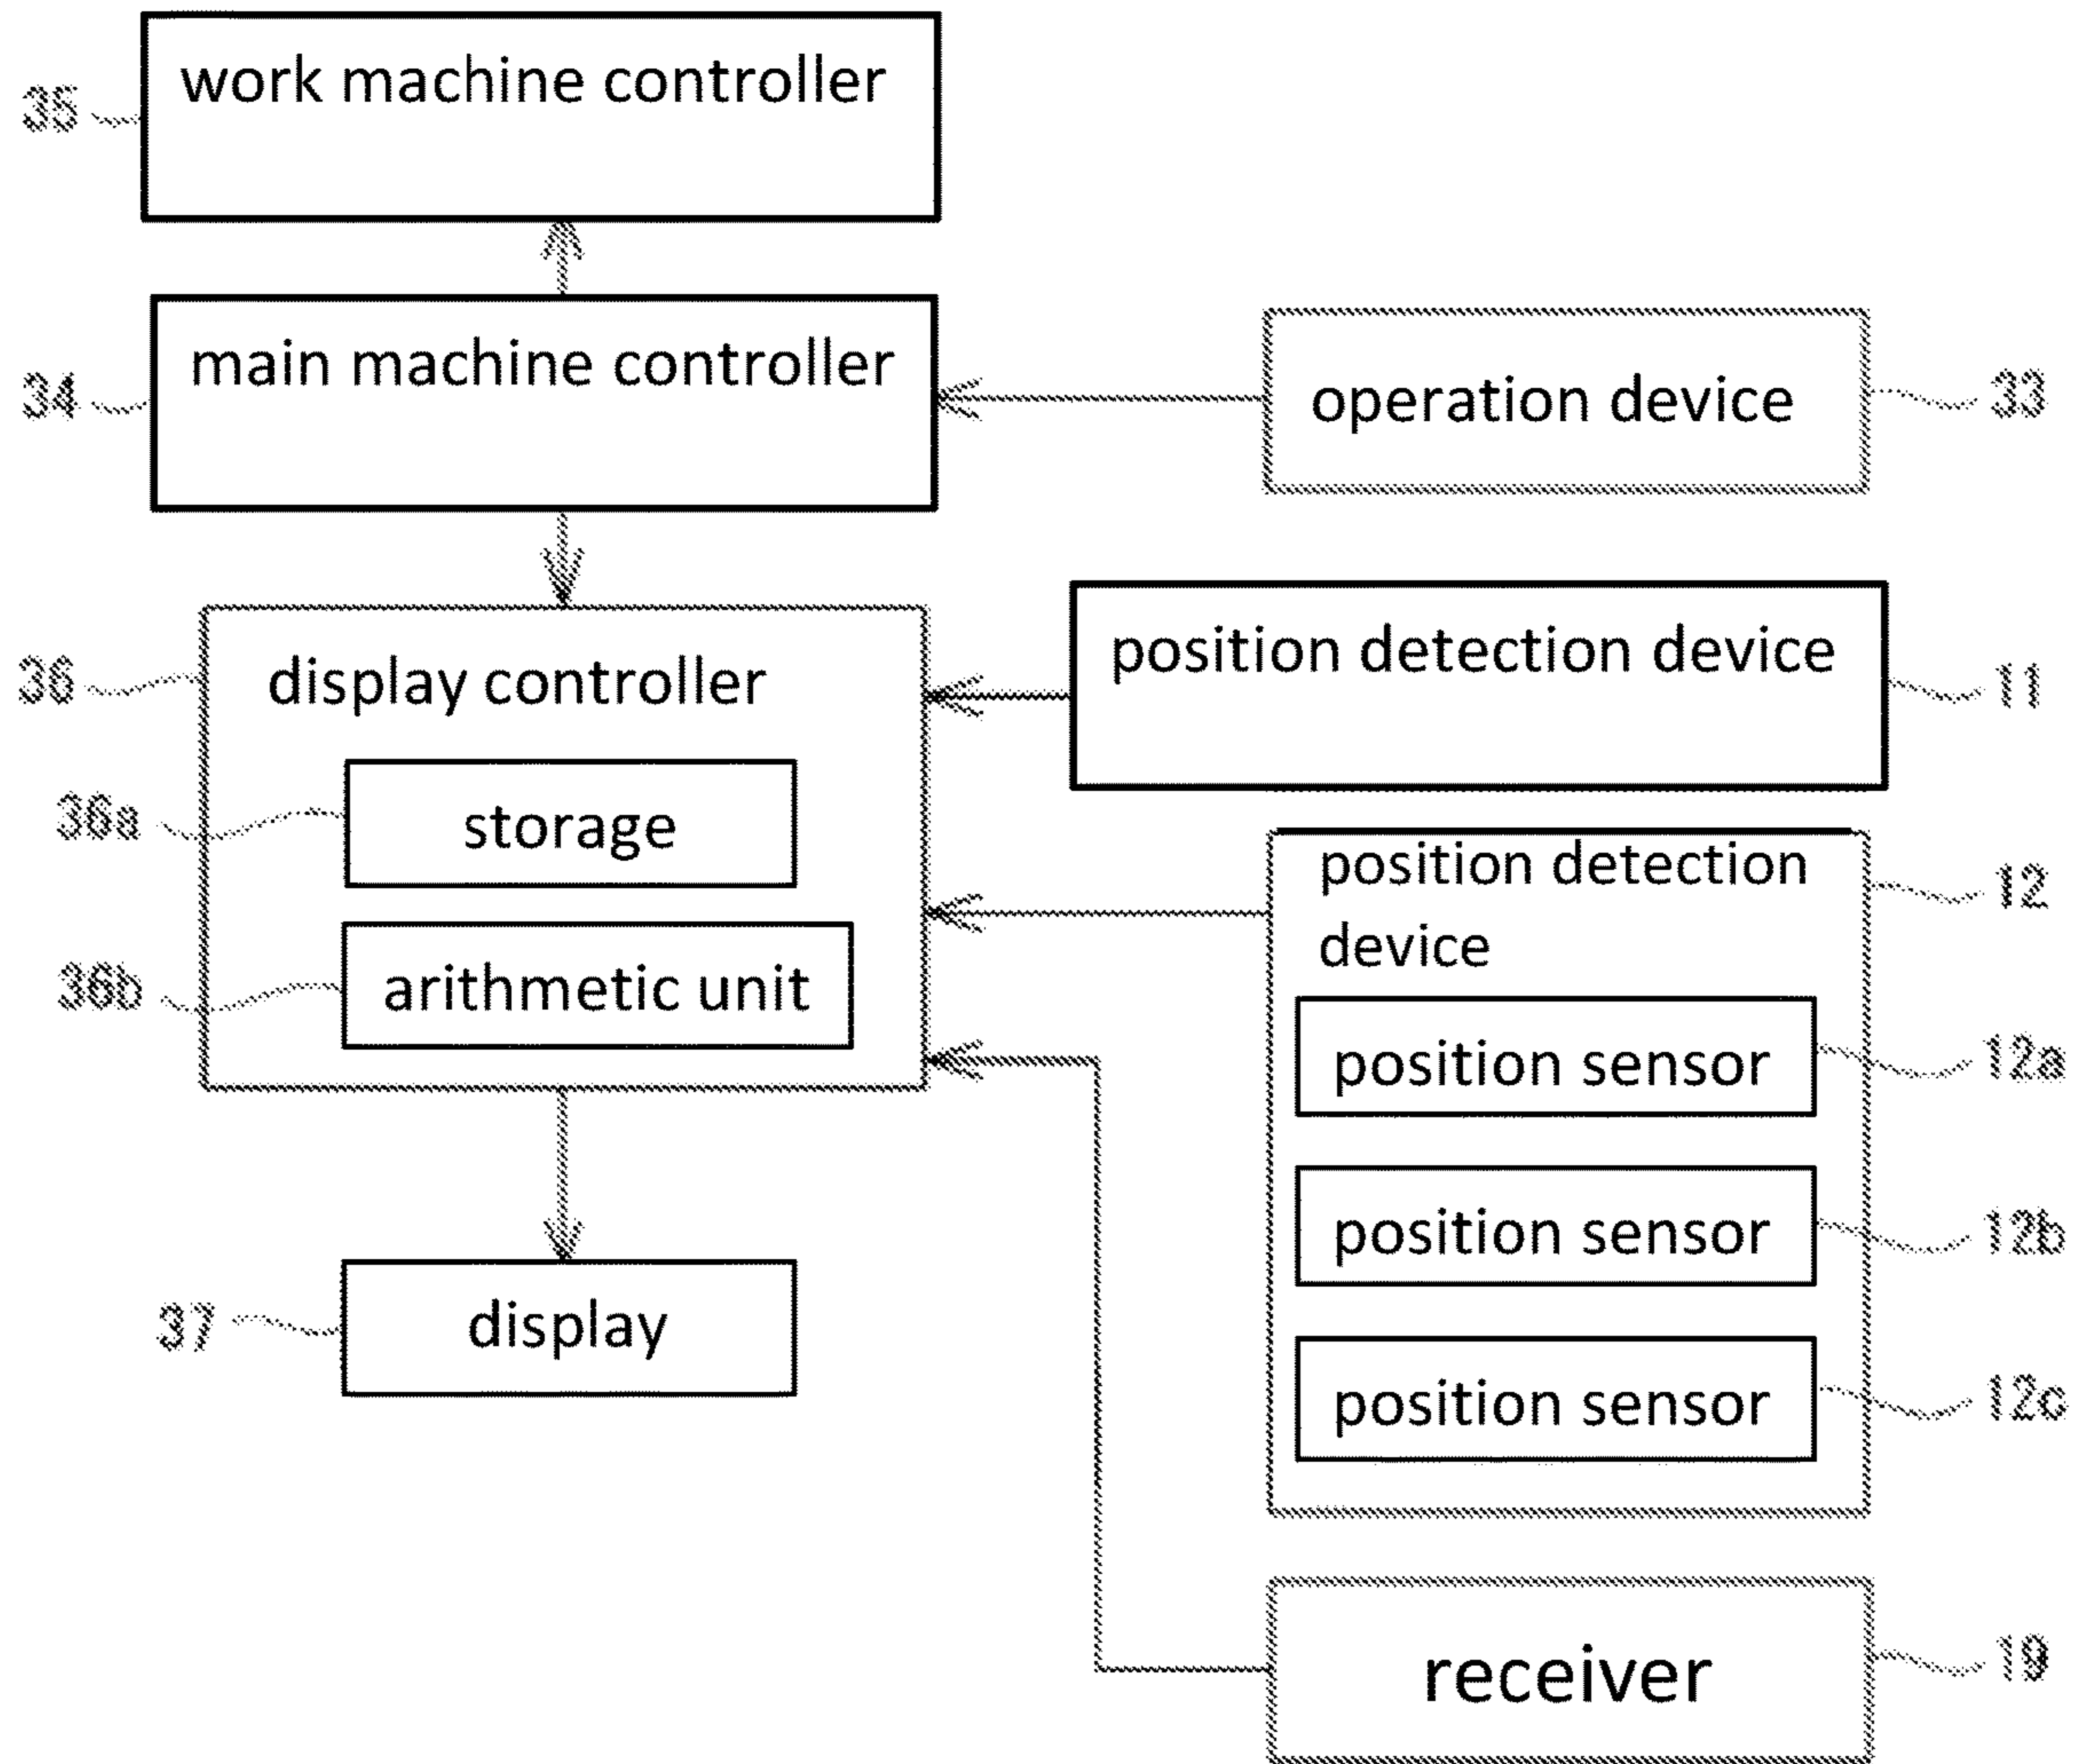 work machine controller
35
main machine controller
34
operation device
33
display controller
36
position detection device
11
storage
36a
position detection
device
12
arithmetic unit
36b
position sensor
12a
position sensor
12b
display
37
position sensor
12c
receiver
19